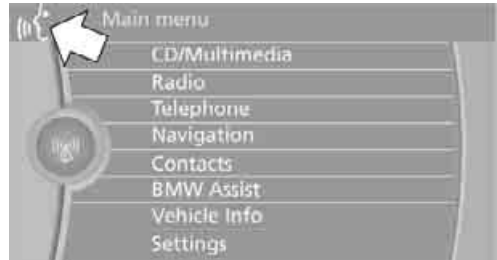 Main menu
CD/Multimedia
Radio
Telephone
Navigation
Contacts
BMW Assist
Vehicle Info
Settings